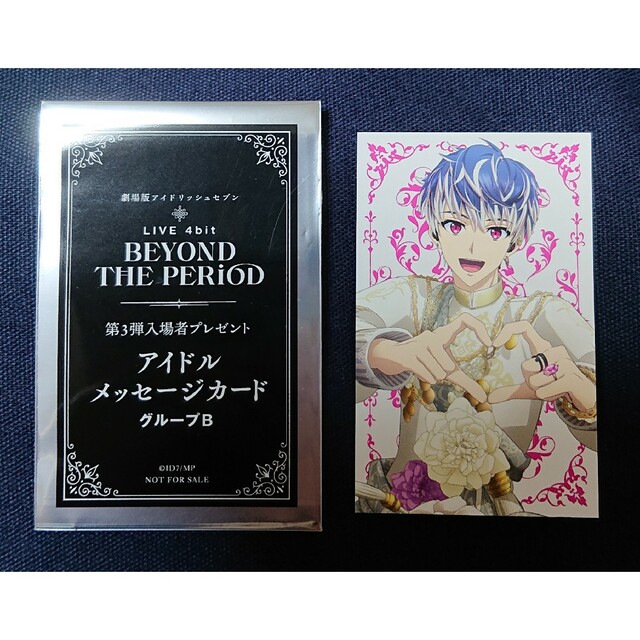 劇場版アイドリッシュセブン
LIVE 4bit
BEYOND
THE PERiOD
第3弾入場者プレゼント
アイドル
メッセージカード
グループB
©ID7/MP
NOT FOR SALE